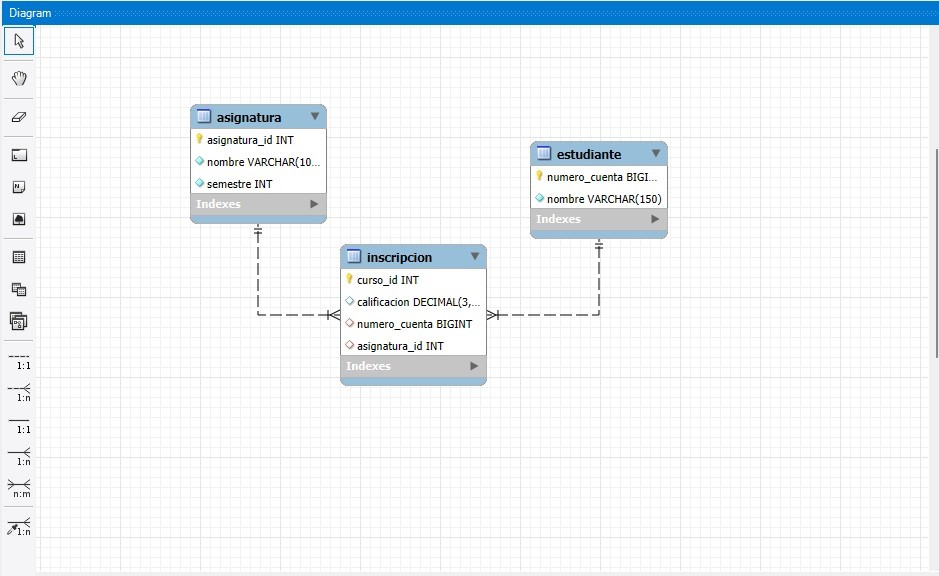 Diagram
asignatura
asignatura_id INT
nombre VARCHAR(10...
semestre INT
Indexes
estudiante
numero_cuenta BIGI...
nombre VARCHAR(150)
Indexes
inscripcion
curso_id INT
calificacion DECIMAL(3,...
numero_cuenta BIGINT
asignatura_id INT
Indexes
1:1
1:n
1:1
1:n
n:m
1:n